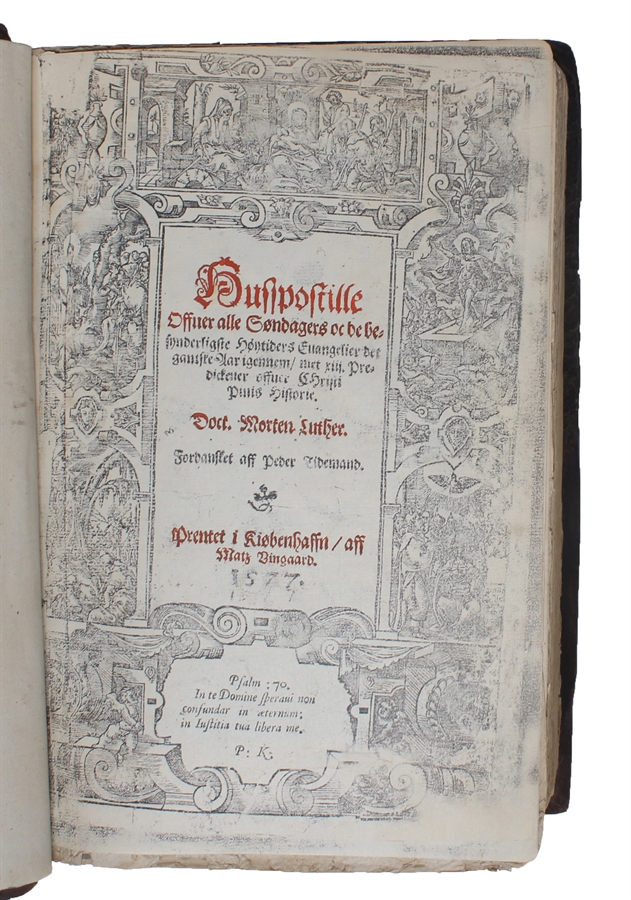 Huspostille
Offuer alle Søndagers oc de be-
synderligste Høytiders Euangelier det
gantske Aar igennem/ met xiij. Pre-
dickener offuer Christi
Pinis Historie.
Doct. Morten Luther.
Fordansket aff Peder Tidemand.
Prentet i Kiøbenhaffn/ aff
Matz Vingaard.
1577.
Psalm : 70.
In te Domine speraui non
confundar in æternum:
in Iustitia tua libera me.
P: K: